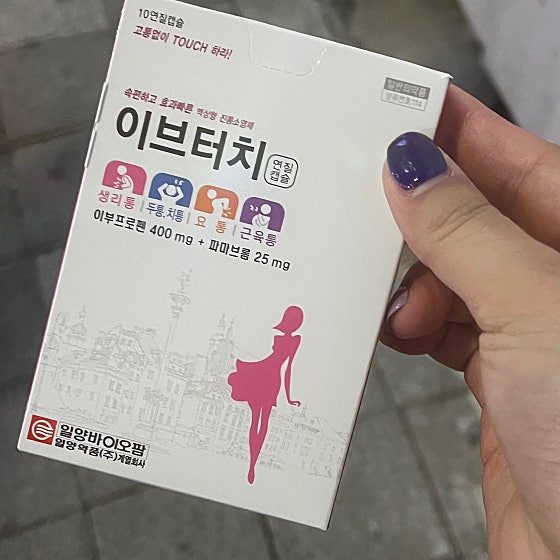 10연질캡슐
고통없이 TOUCH 하라!
일반의약품
속편하고 효과빠른 액상형 진통소염제
이브터치
연질
캡슐
생리통 | 두통,치통 | 요통 | 근육통
이부프로펜 400 mg + 파마브롬 25 mg
일양바이오팜
일양약품(주)계열회사